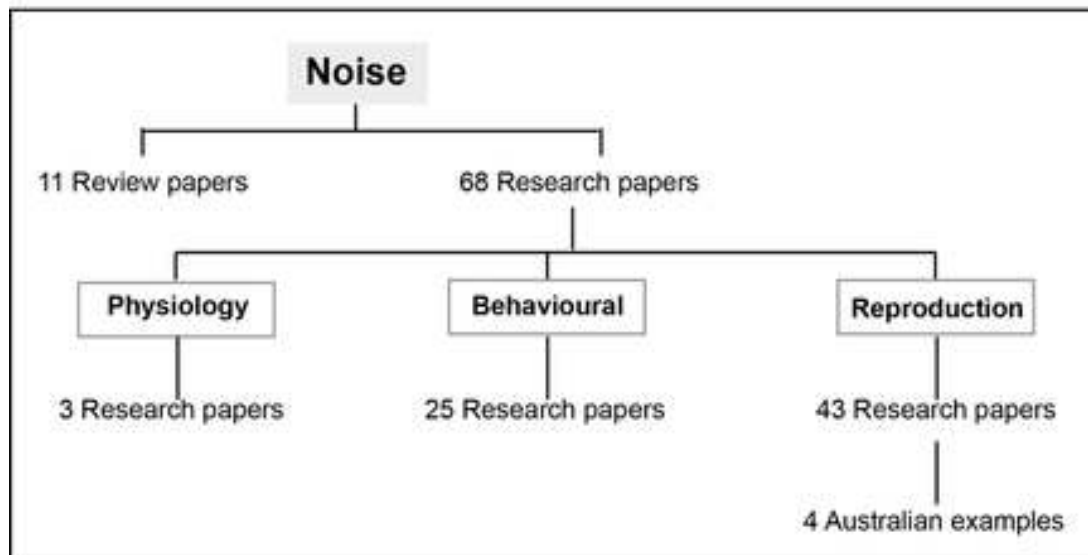 Noise
11 Review papers
68 Research papers
Physiology
Behavioural
Reproduction
3 Research papers
25 Research papers
43 Research papers
4 Australian examples